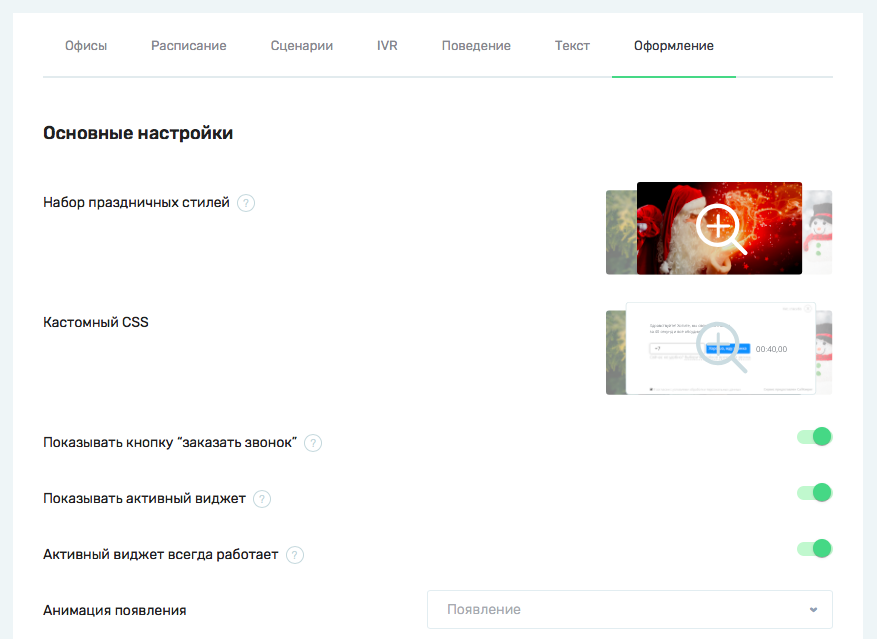 Офисы Расписание Сценарии IVR Поведение Текст Оформление
Основные настройки
Набор праздничных стилей ?
Кастомный CSS
+7
00:40,00
Показывать кнопку “заказать звонок” ?
Показывать активный виджет ?
Активный виджет всегда работает ?
Анимация появления
Появление